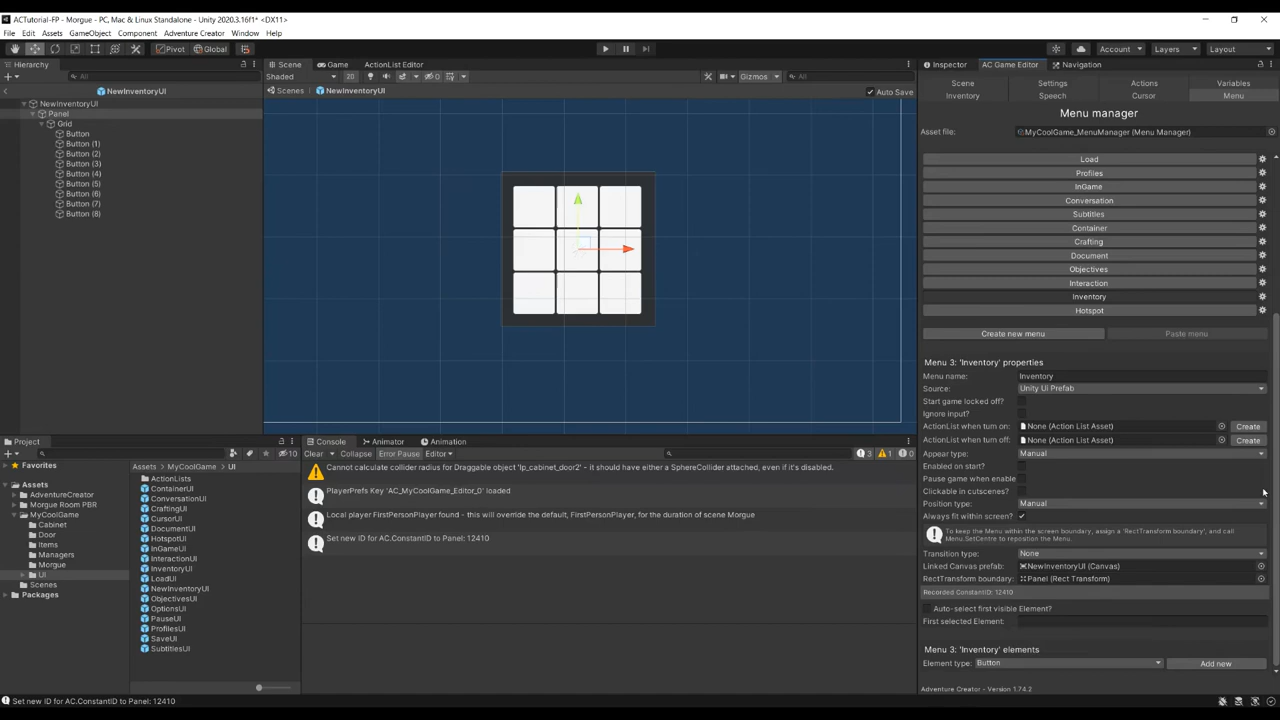 ACTutorial-FP - Morgue - PC, Mac & Linux Standalone - Unity 2020.3.16f1* <DX11>
File Edit Assets GameObject Component Adventure Creator Window Help
Pivot Global Account Layers Layout
Hierarchy
All
NewInventoryUI
NewInventoryUI
Panel
Grid
Button
Button (1)
Button (2)
Button (3)
Button (4)
Button (5)
Button (6)
Button (7)
Button (8)
Scene Game ActionList Editor
Shaded 2D 0 Gizmos All
Scenes NewInventoryUI Auto Save
Inspector AC Game Editor Navigation
Scene Settings Actions Variables
Inventory Speech Cursor Menu
Menu manager
Asset file: MyCoolGame_MenuManager (Menu Manager)
Load
Profiles
InGame
Conversation
Subtitles
Container
Crafting
Document
Objectives
Interaction
Inventory
Hotspot
Create new menu Paste menu
Menu 3: 'Inventory' properties
Menu name: Inventory
Source: Unity Ui Prefab
Start game locked off?
Ignore input?
ActionList when turn on: None (Action List Asset) Create
ActionList when turn off: None (Action List Asset) Create
Appear type: Manual
Enabled on start?
Pause game when enable
Clickable in cutscenes?
Position type: Manual
Always fit within screen?
To keep the Menu within the screen boundary, assign a 'RectTransform boundary', and call
Menu.SetCentre to reposition the Menu.
Transition type: None
Linked Canvas prefab: NewInventoryUI (Canvas)
RectTransform boundary: Panel (Rect Transform)
Recorded ConstantID: 12410
Auto-select first visible Element?
First selected Element:
Menu 3: 'Inventory' elements
Element type: Button Add new
Adventure Creator - Version 1.74.2
Project
10
Favorites
Assets
AdventureCreator
Morgue Room PBR
MyCoolGame
Cabinet
Door
Items
Managers
Morgue
UI
Scenes
Packages
Assets MyCoolGame UI
ActionLists
ContainerUI
ConversationUI
CraftingUI
CursorUI
DocumentUI
HotspotUI
InGameUI
InteractionUI
InventoryUI
LoadUI
NewInventoryUI
ObjectivesUI
OptionsUI
PauseUI
ProfilesUI
SaveUI
SubtitlesUI
Console Animator Animation
Clear Collapse Error Pause Editor 3 1 0
Cannot calculate collider radius for Draggable object 'lp_cabinet_door2' - it should have either a SphereCollider attached, even if it's disabled.
PlayerPrefs Key 'AC_MyCoolGame_Editor_0' loaded
Local player FirstPersonPlayer found - this will override the default, FirstPersonPlayer, for the duration of scene Morgue
Set new ID for AC.ConstantID to Panel: 12410
Set new ID for AC.ConstantID to Panel: 12410